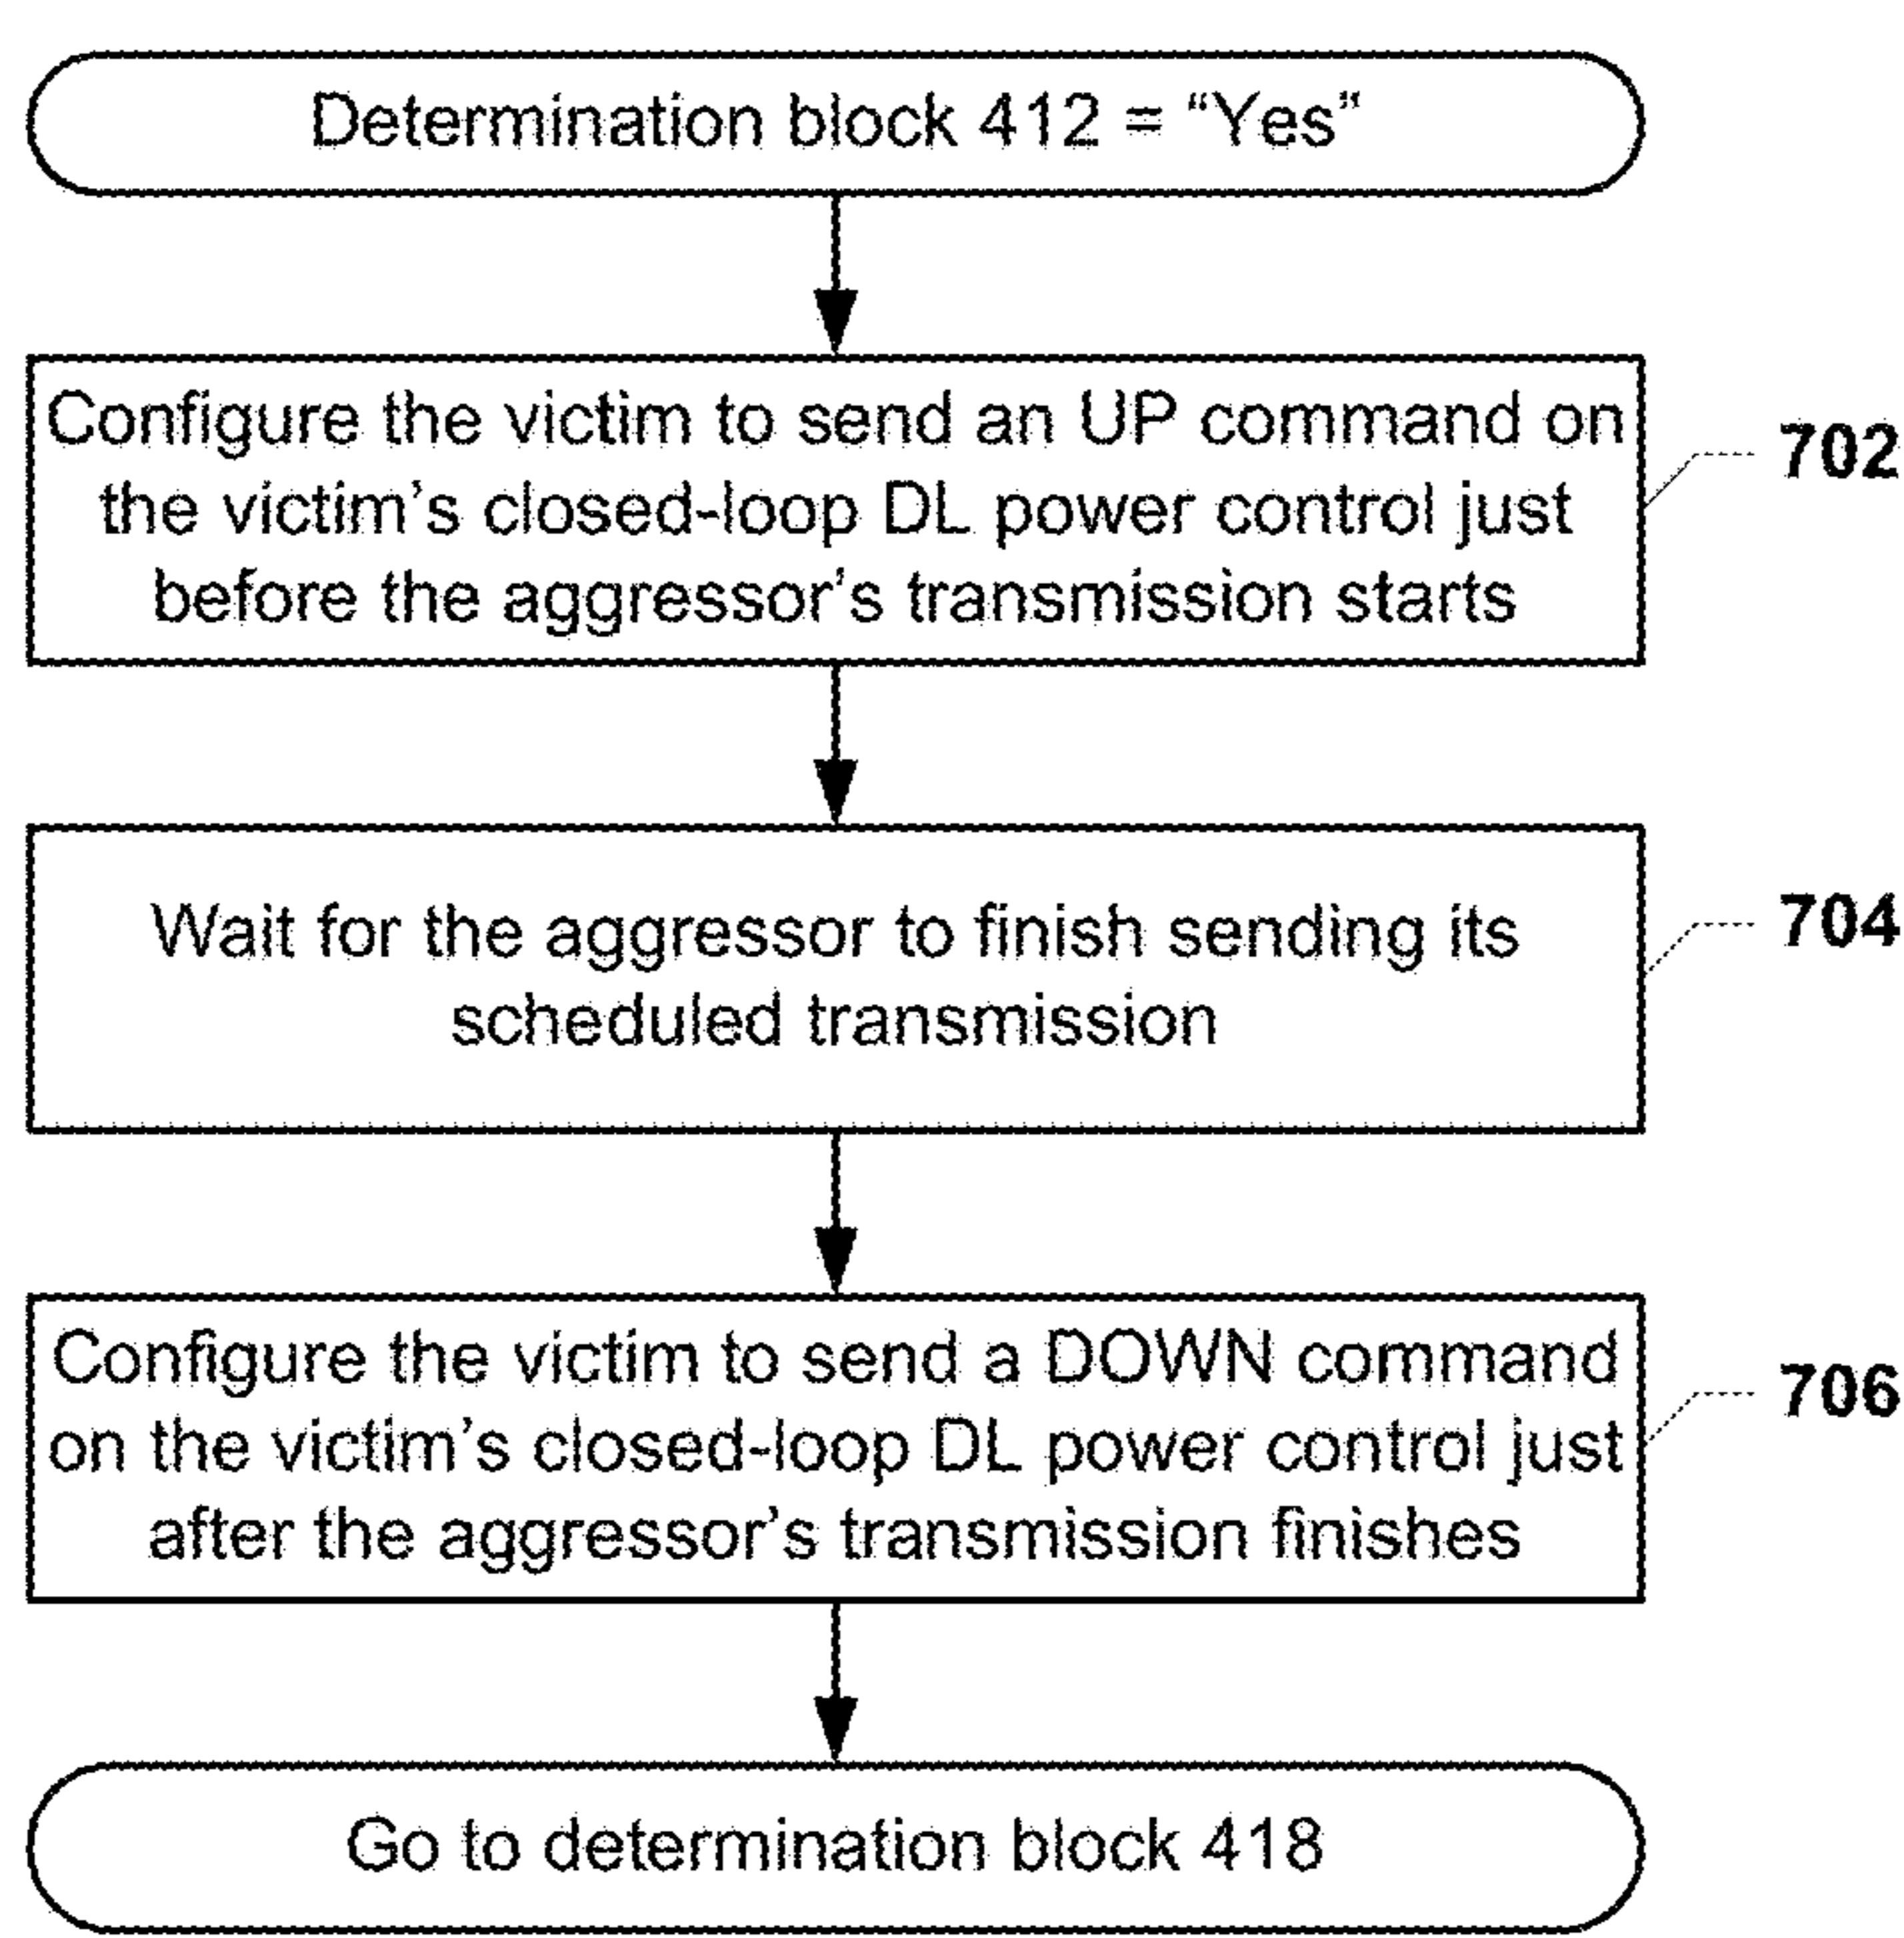 Determination block 412 = “Yes”
Configure the victim to send an UP command on
the victim’s closed-loop DL power control just
before the aggressor’s transmission starts
702
Wait for the aggressor to finish sending its
scheduled transmission
704
Configure the victim to send a DOWN command
on the victim’s closed-loop DL power control just
after the aggressor’s transmission finishes
706
Go to determination block 418